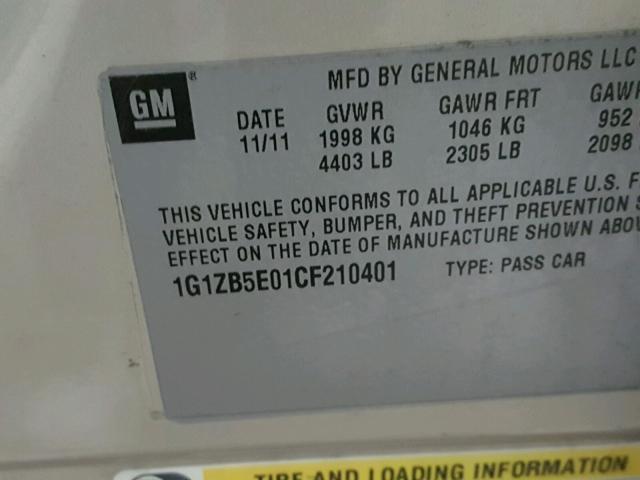 GM ®
MFD BY GENERAL MOTORS LLC
DATE GVWR GAWR FRT GAWR
11/11 1998 KG 1046 KG 952
4403 LB 2305 LB 2098
THIS VEHICLE CONFORMS TO ALL APPLICABLE U.S. F
VEHICLE SAFETY, BUMPER, AND THEFT PREVENTION S
EFFECT ON THE DATE OF MANUFACTURE SHOWN ABOV
1G1ZB5E01CF210401 TYPE: PASS CAR
TIRE AND LOADING INFORMATION